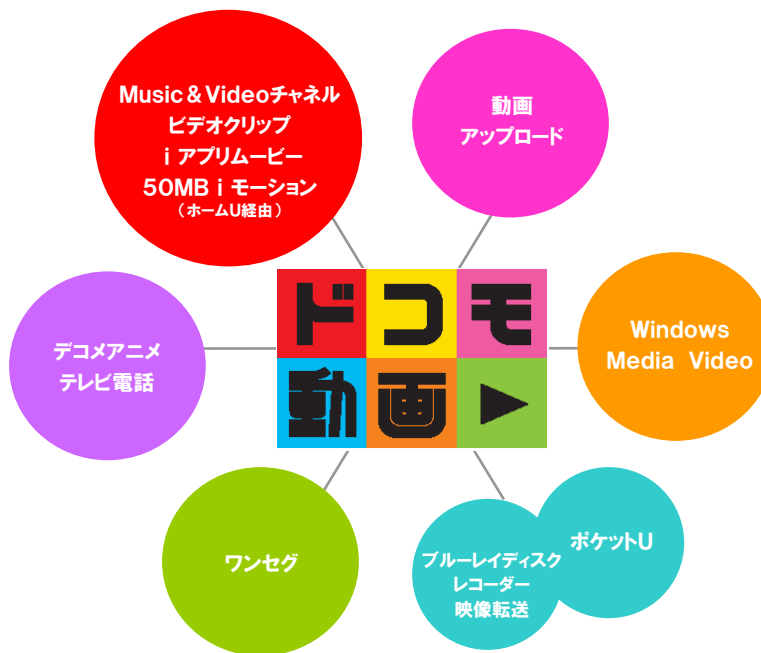 Music&Videoチャネル
ビデオクリップ
ｉアプリムービー
50MBｉモーション
（ホームU経由）
動画
アップロード
デコメアニメ
テレビ電話
ドコモ
動画
Windows
Media Video
ワンセグ
ブルーレイディスク
レコーダー
映像転送
ポケットU